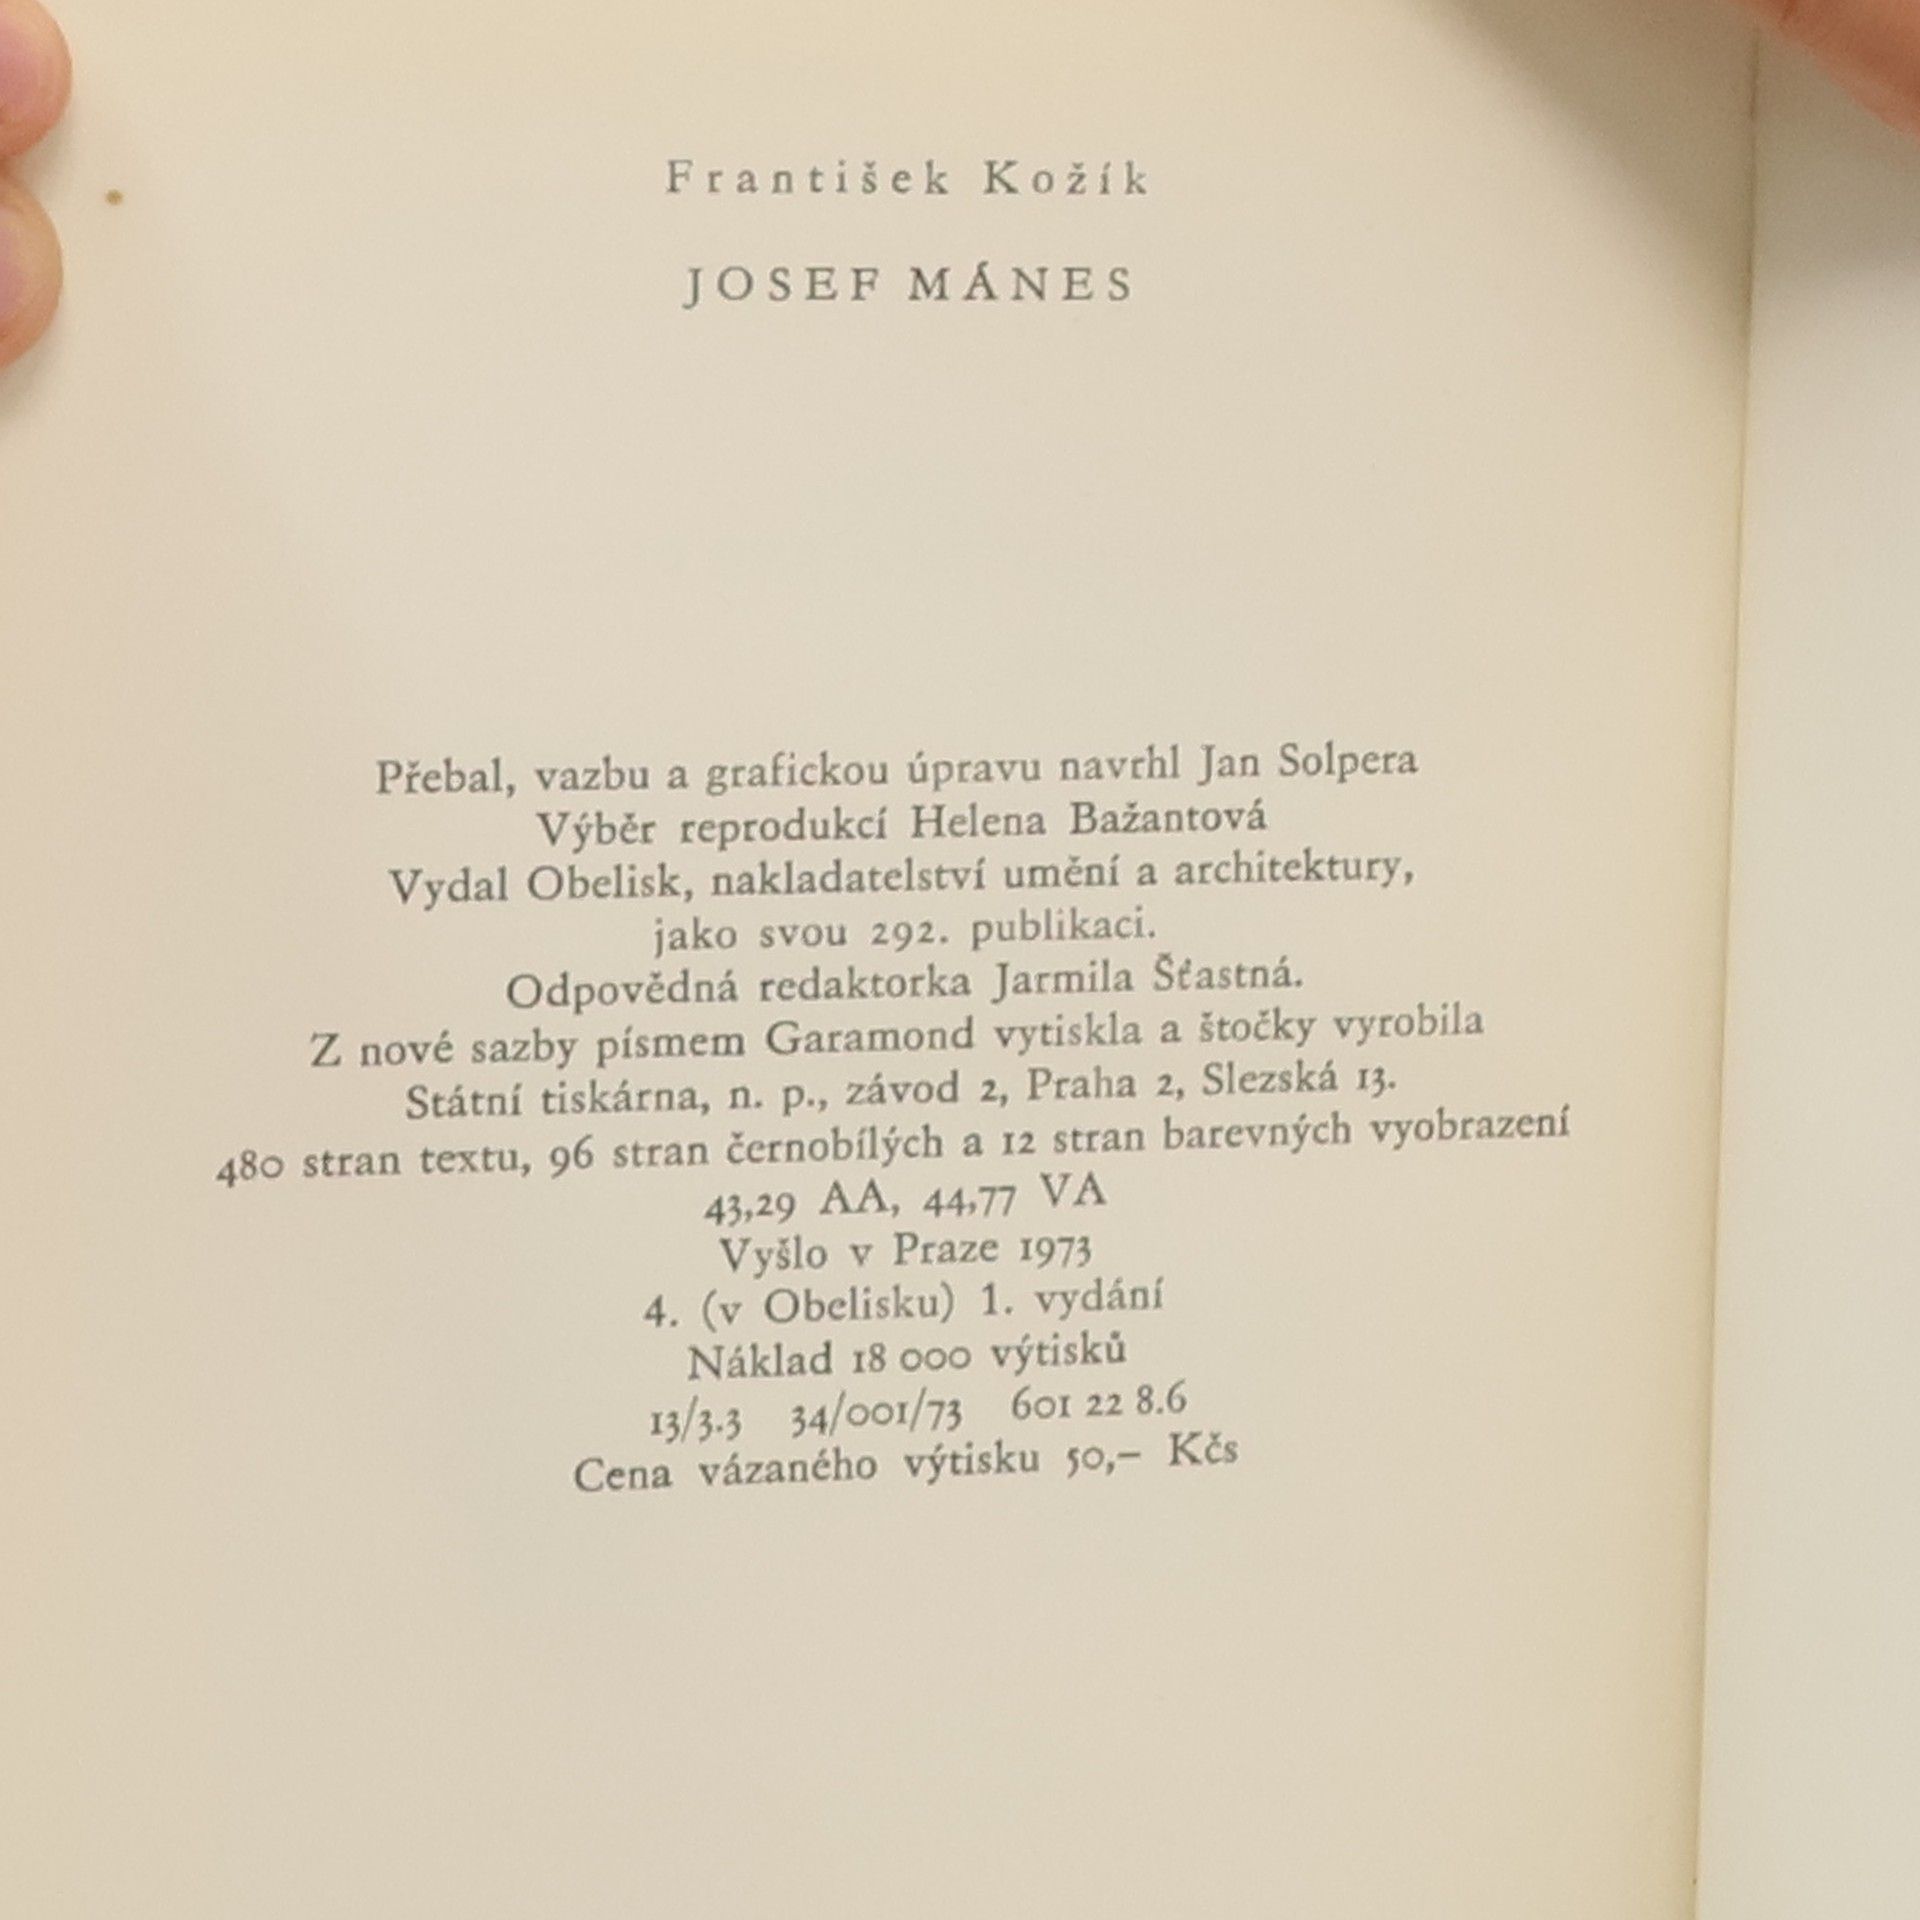 František Kožík
JOSEF MÁNES
Přebal, vazbu a grafickou úpravu navrhl Jan Solpera
Výběr reprodukcí Helena Bažantová
Vydal Obelisk, nakladatelství umění a architektury,
jako svou 292. publikaci.
Odpovědná redaktorka Jarmila Šťastná.
Z nové sazby písmem Garamond vytiskla a štočky vyrobila
Státní tiskárna, n. p., závod 2, Praha 2, Slezská 13.
480 stran textu, 96 stran černobílých a 12 stran barevných vyobrazení
43,29 AA, 44,77 VA
Vyšlo v Praze 1973
4. (v Obelisku) 1. vydání
Náklad 18 000 výtisků
13/3.3 34/001/73 601 22 8.6
Cena vázaného výtisku 50,– Kčs